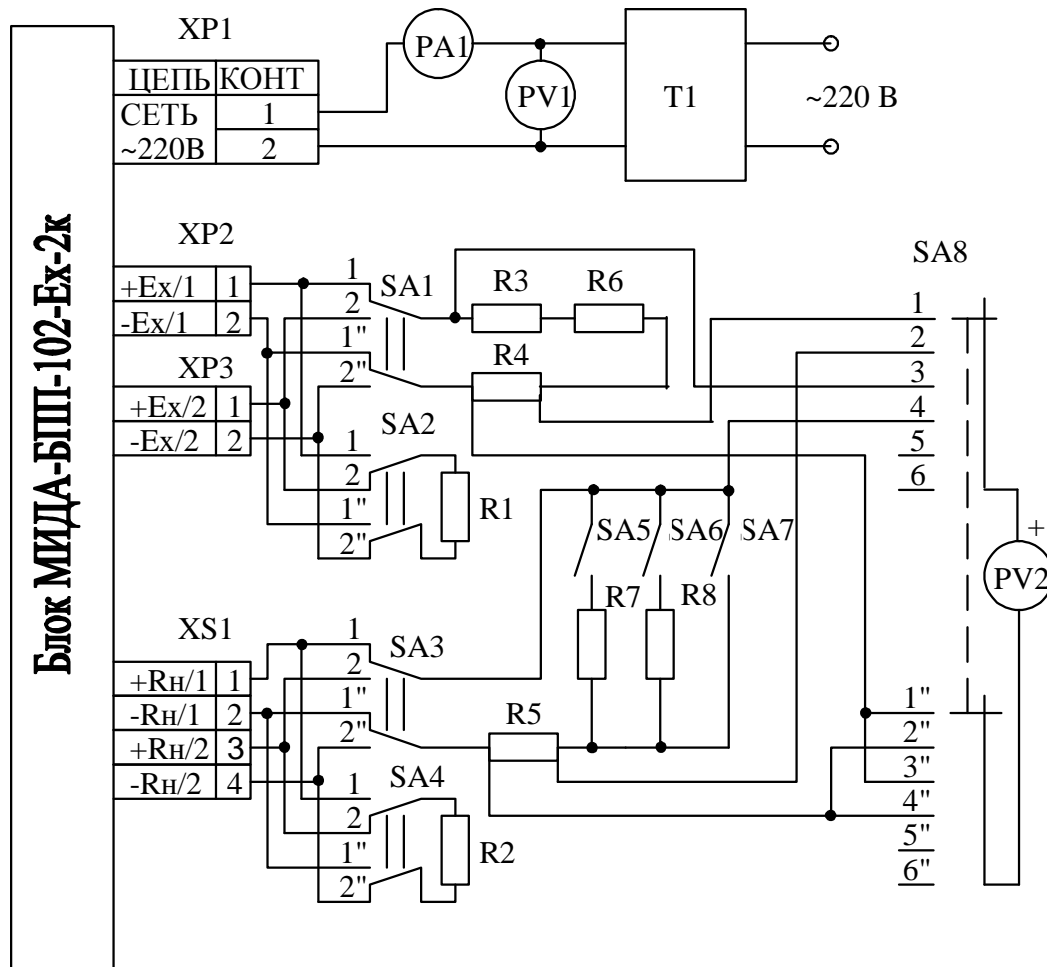 Блок МИДА-БПП-102-Ex-2к
XP1
ЦЕПЬ КОНТ
СЕТЬ 1
~220В 2
PA1
PV1
T1
~220 В
XP2
+Ex/1 1
-Ex/1 2
XP3
+Ex/2 1
-Ex/2 2
1
2
1"
2"
SA1
R3
R6
R4
SA2
1
2
1"
2"
R1
SA8
1
2
3
4
5
6
SA5
SA6
SA7
R7
R8
+
PV2
XS1
+Rн/1 1
-Rн/1 2
+Rн/2 3
-Rн/2 4
1
2
1"
2"
SA3
R5
SA4
1
2
1"
2"
R2
1"
2"
3"
4"
5"
6"